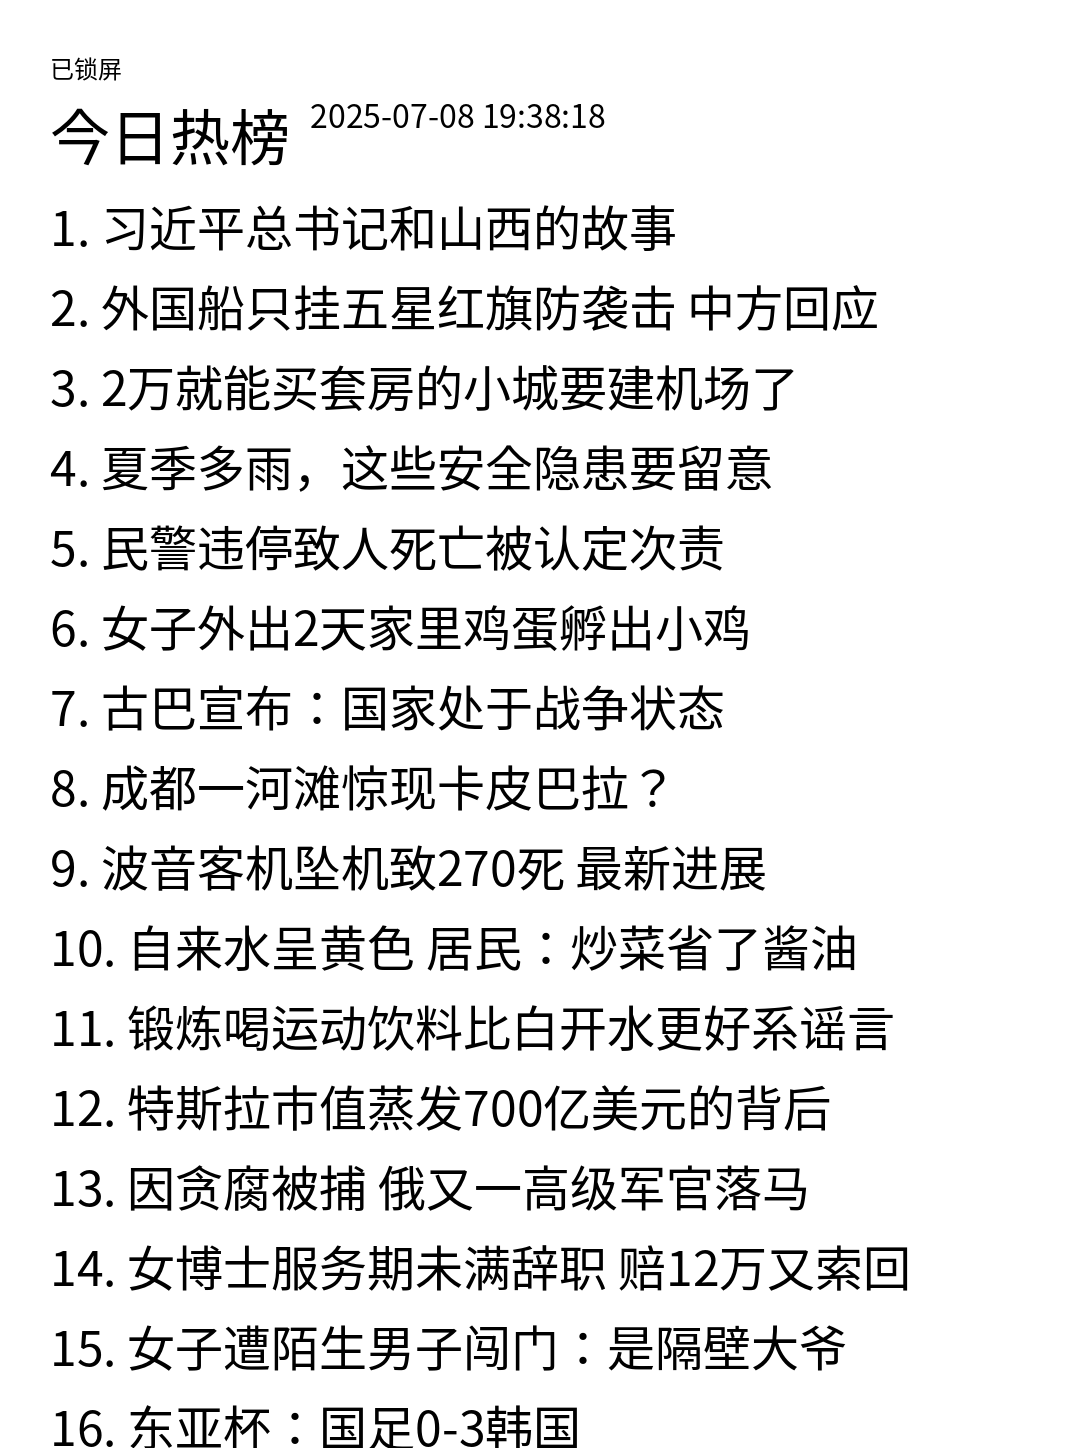 已锁屏
今日热榜 2025-07-08 19:38:18
1. 习近平总书记和山西的故事
2. 外国船只挂五星红旗防袭击 中方回应
3. 2万就能买套房的小城要建机场了
4. 夏季多雨，这些安全隐患要留意
5. 民警违停致人死亡被认定次责
6. 女子外出2天家里鸡蛋孵出小鸡
7. 古巴宣布：国家处于战争状态
8. 成都一河滩惊现卡皮巴拉？
9. 波音客机坠机致270死 最新进展
10. 自来水呈黄色 居民：炒菜省了酱油
11. 锻炼喝运动饮料比白开水更好系谣言
12. 特斯拉市值蒸发700亿美元的背后
13. 因贪腐被捕 俄又一高级军官落马
14. 女博士服务期未满辞职 赔12万又索回
15. 女子遭陌生男子闯门：是隔壁大爷
16. 东亚杯：国足0-3韩国